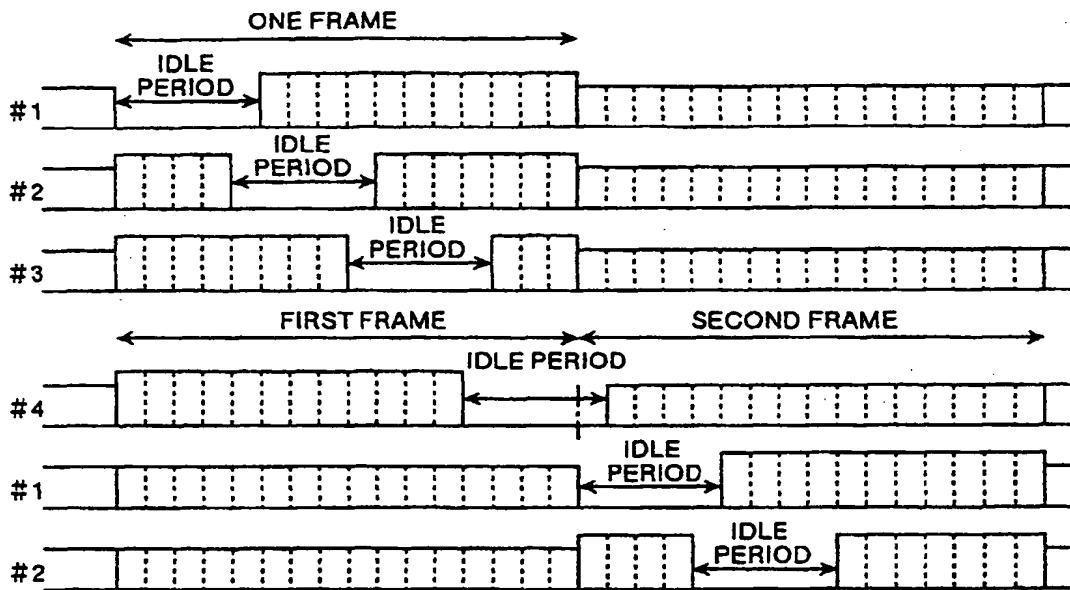 ONE FRAME
IDLE
PERIOD
#1
IDLE
PERIOD
#2
IDLE
PERIOD
#3
FIRST FRAME
SECOND FRAME
IDLE PERIOD
#4
IDLE
PERIOD
#1
IDLE
PERIOD
#2